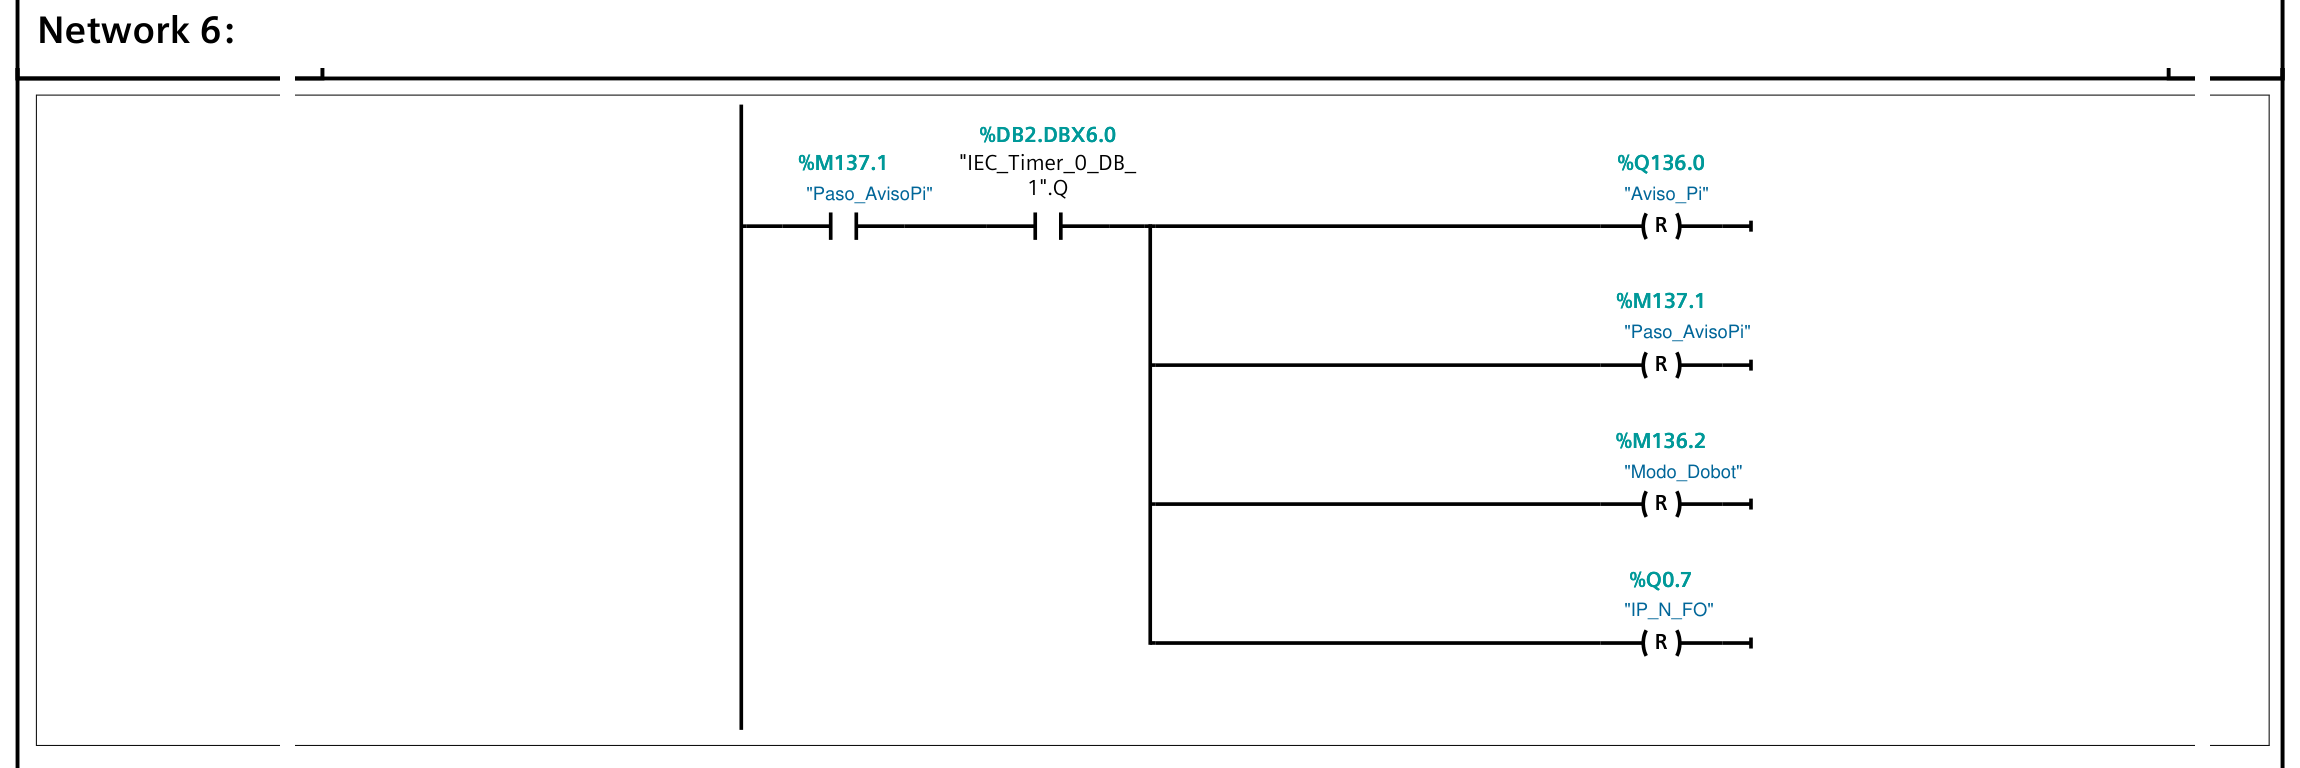 Network 6:
%DB2.DBX6.0
%M137.1
"IEC_Timer_0_DB_
%Q136.0
"Paso_AvisoPi"
1".Q
"Aviso_Pi"
R
%M137.1
"Paso_AvisoPi"
R
%M136.2
"Modo_Dobot"
R
%Q0.7
"IP_N_FO"
R